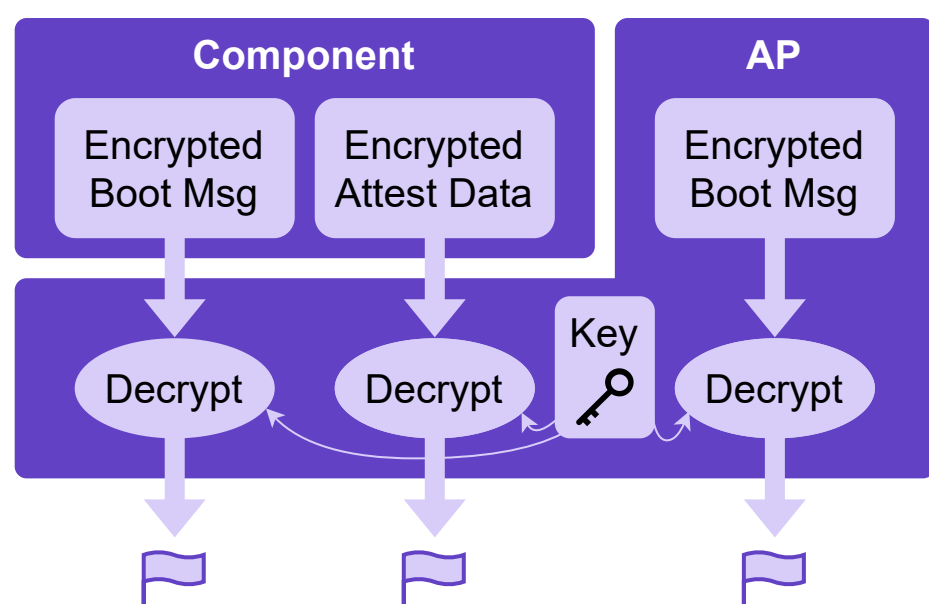 Component
AP
Encrypted
Boot Msg
Encrypted
Attest Data
Encrypted
Boot Msg
Key
Decrypt
Decrypt
Decrypt